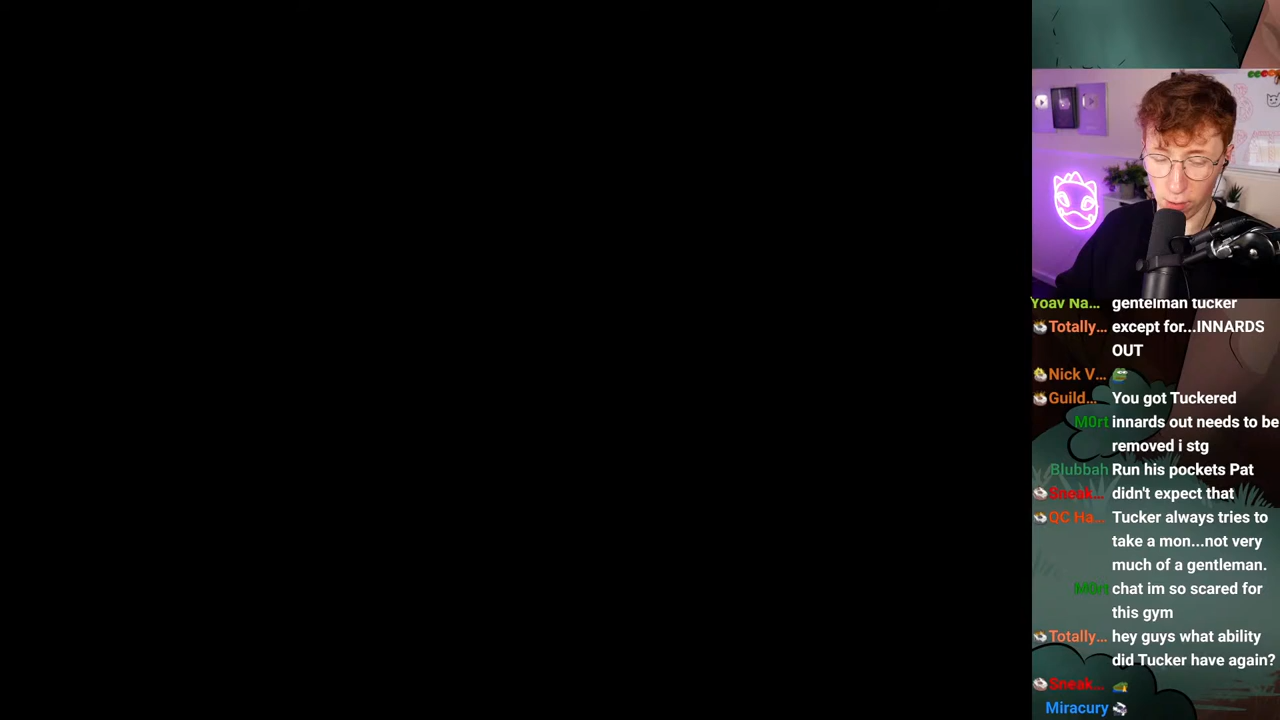 Yoav Na... gentelman tucker
Totally... except for...INNARDS
OUT
Nick V...
Guild... You got Tuckered
M0rt innards out needs to be
removed i stg
Blubbah Run his pockets Pat
Sneak... didn't expect that
QC Ha... Tucker always tries to
take a mon...not very
much of a gentleman.
M0rt chat im so scared for
this gym
Totally... hey guys what ability
did Tucker have again?
Sneak...
Miracury